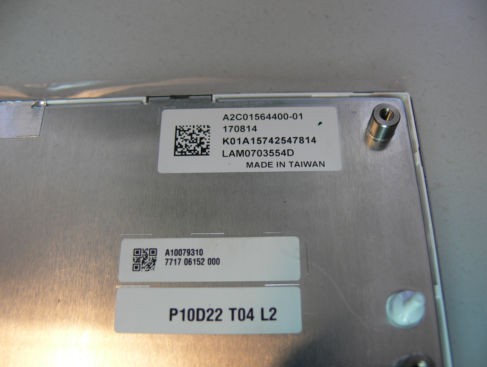 A2C01564400-01
170814
K01A15742547814
LAM0703554D
MADE IN TAIWAN
A10079310
7717 06152 000
P10D22 T04 L2